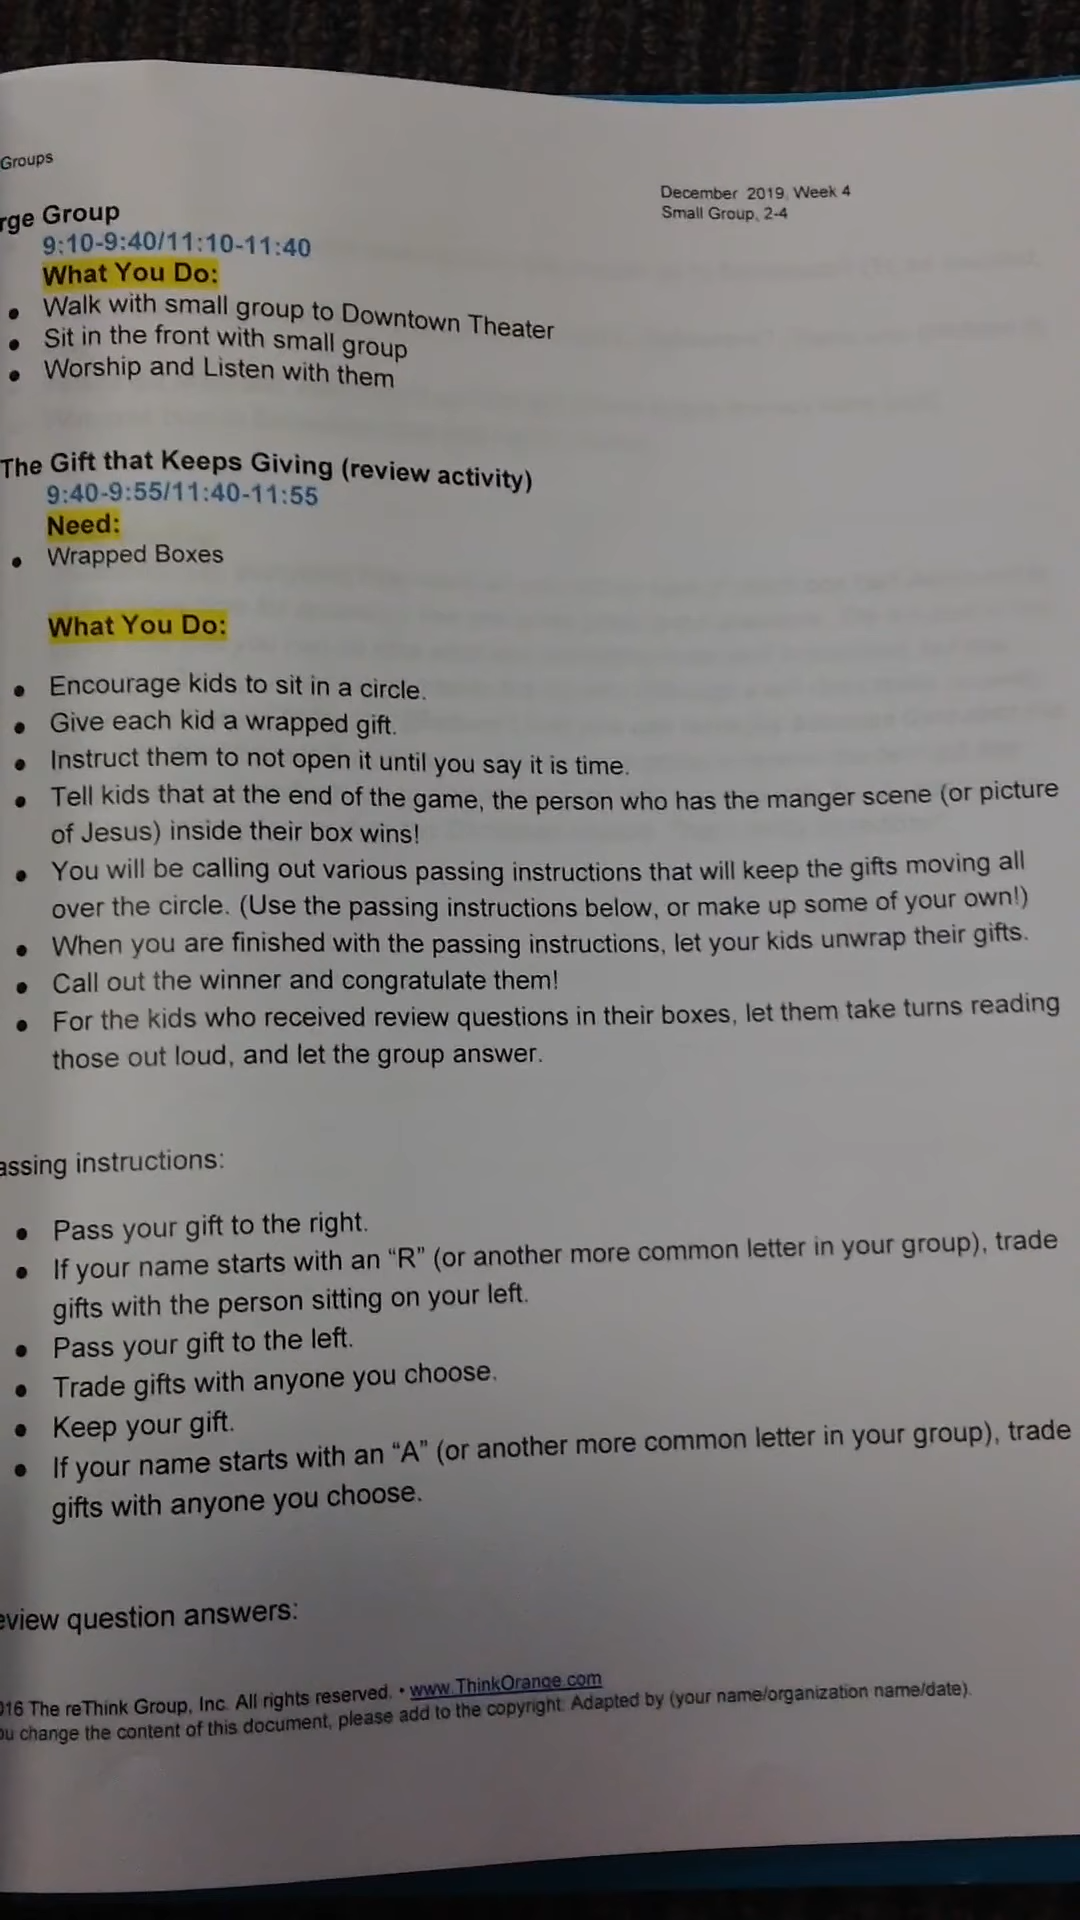 Groups
December 2019, Week 4
Small Group, 2-4
rge Group
9:10-9:40/11:10-11:40
What You Do:
• Walk with small group to Downtown Theater
• Sit in the front with small group
• Worship and Listen with them
The Gift that Keeps Giving (review activity)
9:40-9:55/11:40-11:55
Need:
• Wrapped Boxes
What You Do:
• Encourage kids to sit in a circle.
• Give each kid a wrapped gift.
• Instruct them to not open it until you say it is time.
• Tell kids that at the end of the game, the person who has the manger scene (or picture
of Jesus) inside their box wins!
• You will be calling out various passing instructions that will keep the gifts moving all
over the circle. (Use the passing instructions below, or make up some of your own!)
• When you are finished with the passing instructions, let your kids unwrap their gifts.
• Call out the winner and congratulate them!
• For the kids who received review questions in their boxes, let them take turns reading
those out loud, and let the group answer.
assing instructions:
• Pass your gift to the right.
• If your name starts with an “R” (or another more common letter in your group), trade
gifts with the person sitting on your left.
• Pass your gift to the left.
• Trade gifts with anyone you choose.
• Keep your gift.
• If your name starts with an “A” (or another more common letter in your group), trade
gifts with anyone you choose.
eview question answers:
016 The reThink Group, Inc. All rights reserved. • www.ThinkOrange.com
ou change the content of this document, please add to the copyright: Adapted by (your name/organization name/date).